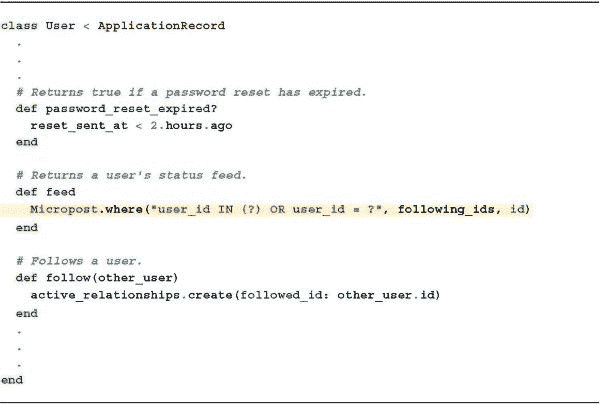 class User < ApplicationRecord
.
.
.
# Returns true if a password reset has expired.
def password_reset_expired?
reset_sent_at < 2.hours.ago
end
# Returns a user's status feed.
def feed
Micropost.where("user_id IN (?) OR user_id = ?", following_ids, id)
end
# Follows a user.
def follow(other_user)
active_relationships.create(followed_id: other_user.id)
end
.
.
.
end